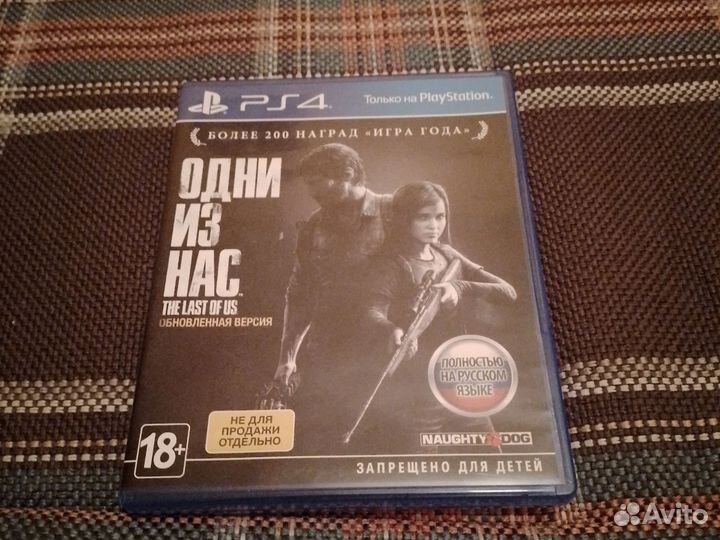 PS4
Только на PlayStation
БОЛЕЕ 200 НАГРАД «ИГРА ГОДА»
ОДНИ
ИЗ
НАС
THE LAST OF US
ОБНОВЛЕННАЯ ВЕРСИЯ
ПОЛНОСТЬЮ
НА РУССКОМ
ЯЗЫКЕ
НЕ ДЛЯ
ПРОДАЖИ
ОТДЕЛЬНО
18+
NAUGHTY DOG
ЗАПРЕЩЕНО ДЛЯ ДЕТЕЙ
Avito